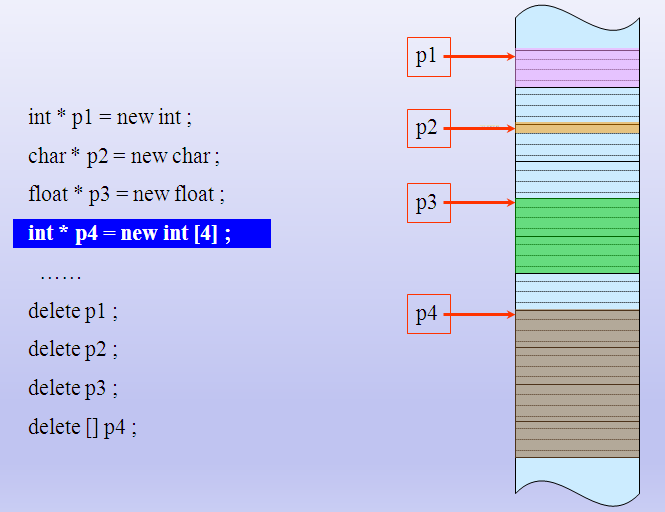 int * p1 = new int ;
char * p2 = new char ;
float * p3 = new float ;
int * p4 = new int [4] ;
……
delete p1 ;
delete p2 ;
delete p3 ;
delete [] p4 ;
p1
p2
p3
p4